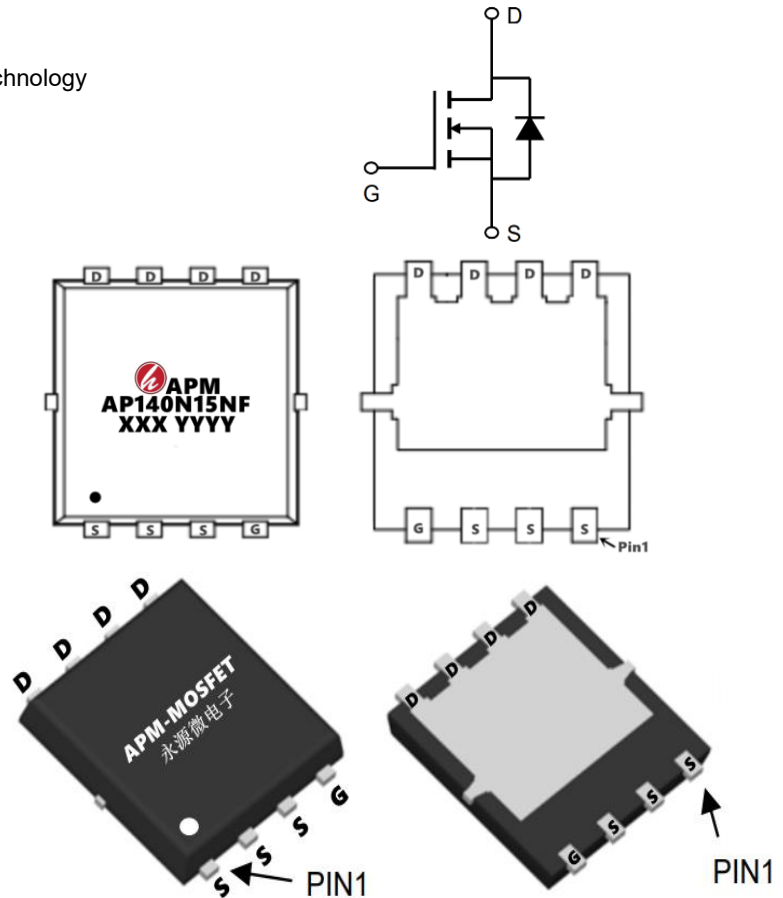 chnology
D
G
S
D D D D
APM
AP140N15NF
XXX YYYY
S S S G
D D D D
G S S S
Pin1
D D D D
APM-MOSFET
永源微电子
S S S G
PIN1
D D D D
G S S S
PIN1